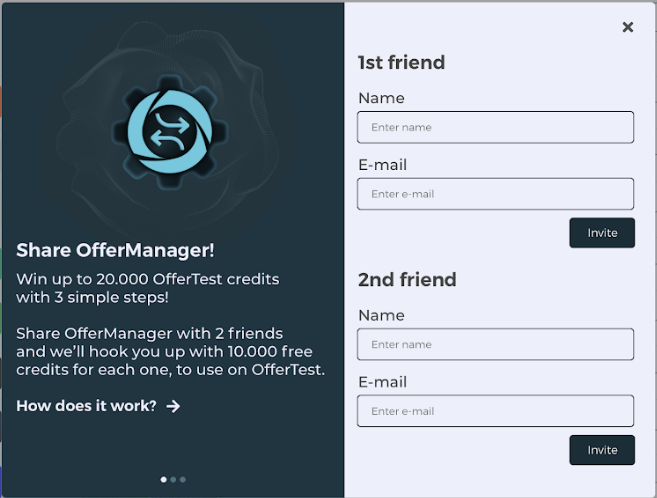 Share OfferManager!
Win up to 20.000 OfferTest credits
with 3 simple steps!
Share OfferManager with 2 friends
and we'll hook you up with 10.000 free
credits for each one, to use on OfferTest.
How does it work?
1st friend
Name
Enter name
E-mail
Enter e-mail
Invite
2nd friend
Name
Enter name
E-mail
Enter e-mail
Invite